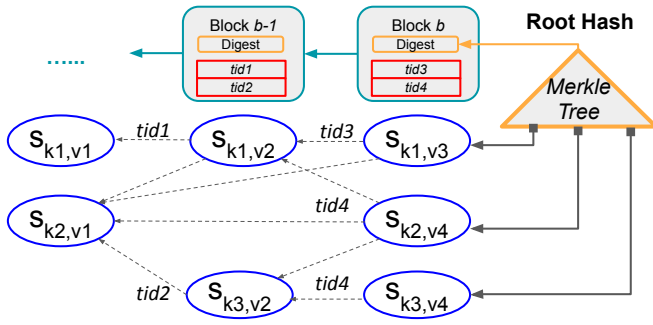 Block b-1
Block b
Root Hash
Digest
Digest
......
tid1
tid3
tid2
tid4
Merkle
Tree
tid1
tid3
Sk1,v1
Sk1,v2
Sk1,v3
tid4
Sk2,v1
Sk2,v4
tid2
tid4
Sk3,v2
Sk3,v4